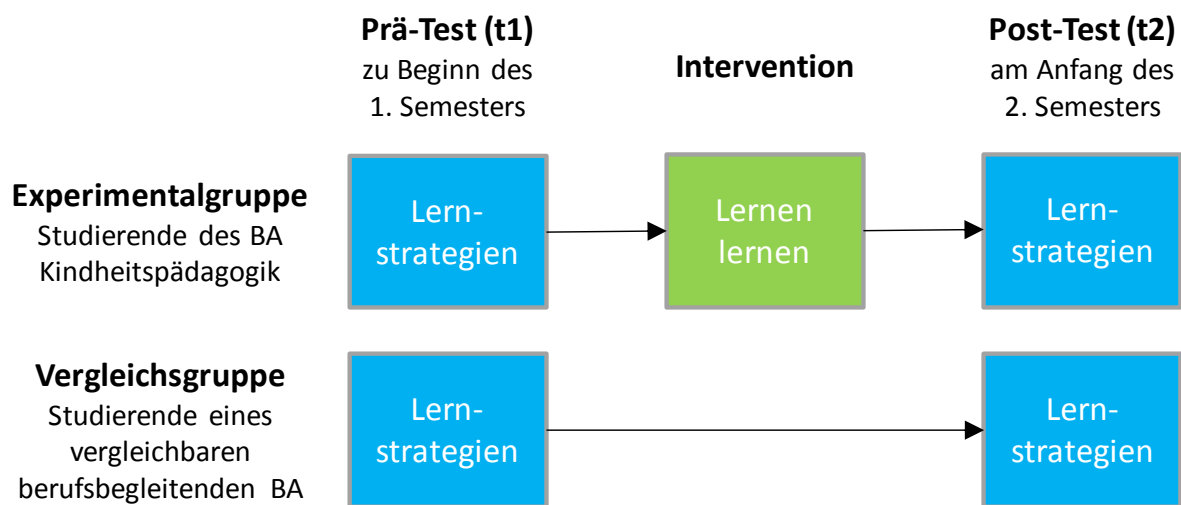 Prä-Test (t1)
zu Beginn des
1. Semesters
Intervention
Post-Test (t2)
am Anfang des
2. Semesters
Experimentalgruppe
Studierende des BA
Kindheitspädagogik
Lern-
strategien
Lernen
lernen
Lern-
strategien
Vergleichsgruppe
Studierende eines
vergleichbaren
berufsbegleitenden BA
Lern-
strategien
Lern-
strategien